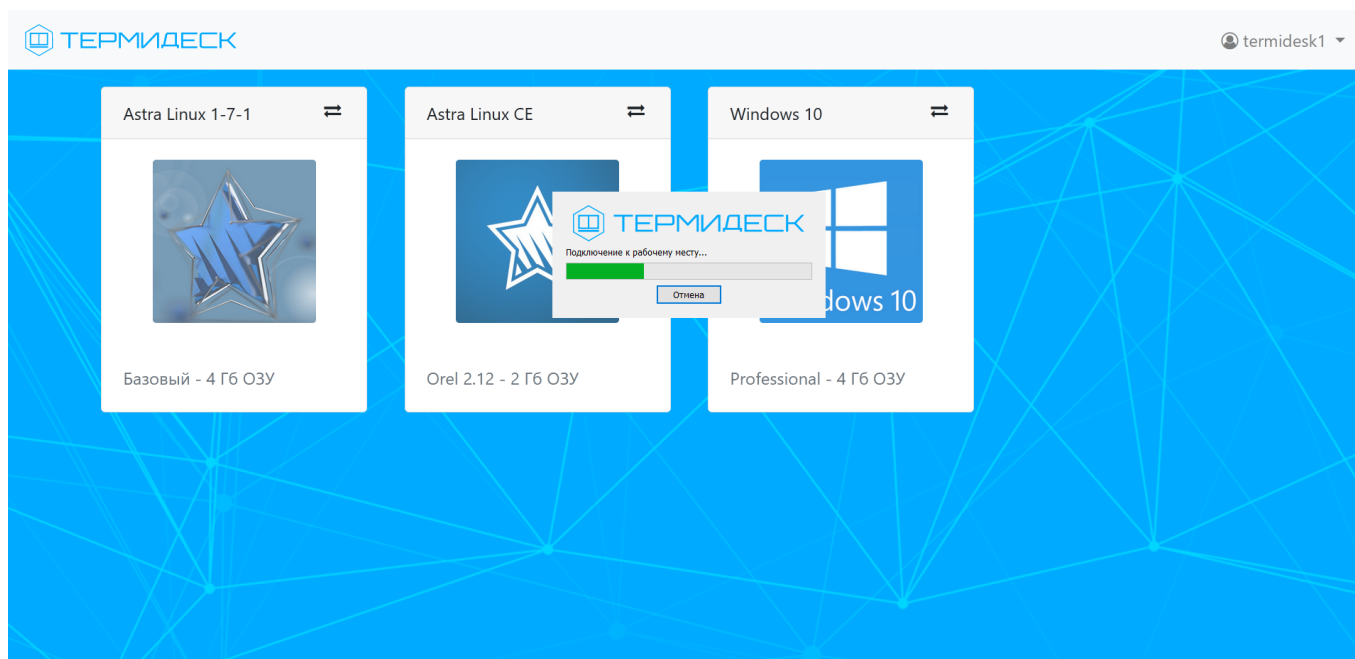 ТЕРМИДЕСК
termidesk1
Astra Linux 1-7-1
Astra Linux CE
Windows 10
ТЕРМИДЕСК
Подключение к рабочему месту...
Отмена
dows 10
Базовый - 4 Гб ОЗУ
Orel 2.12 - 2 Гб ОЗУ
Professional - 4 Гб ОЗУ